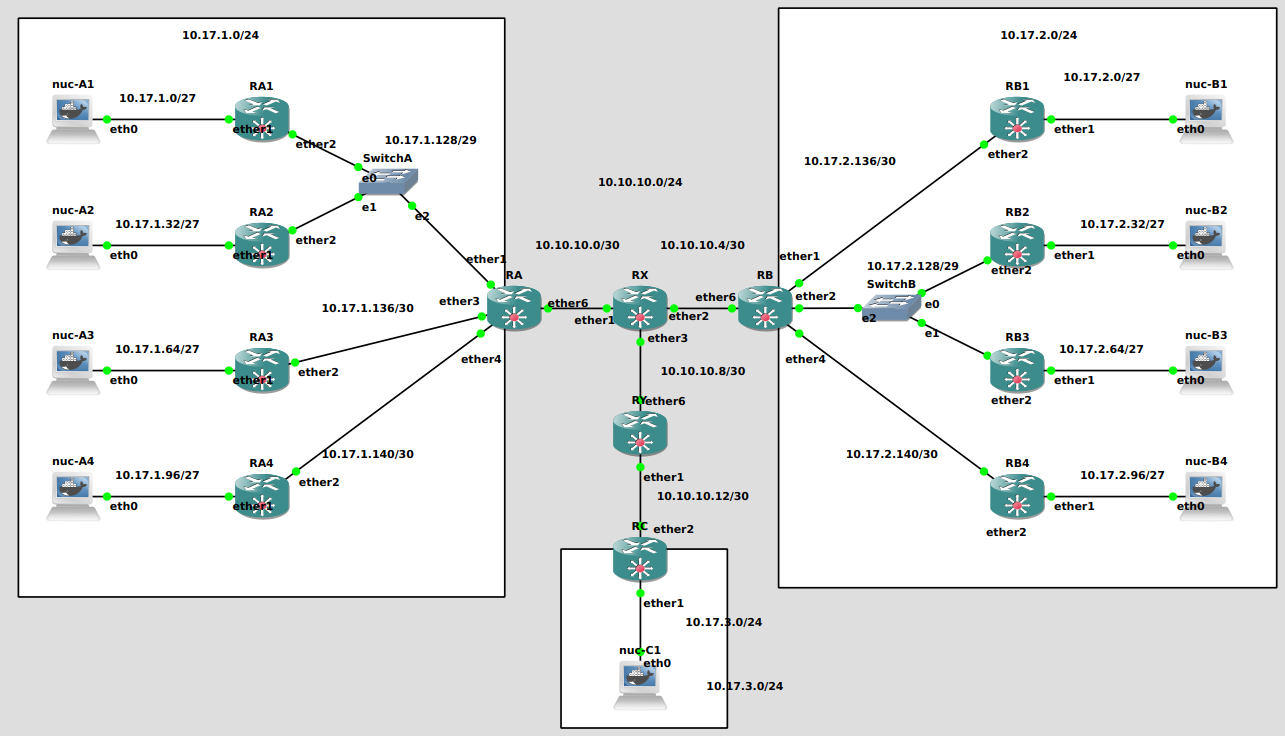 10.17.1.0/24
10.17.2.0/24
nuc-A1
10.17.1.0/27
RA1
eth0
ether1
ether2
10.17.1.128/29
SwitchA
e0
e1
e2
nuc-A2
10.17.1.32/27
RA2
eth0
ether1
ether2
nuc-A3
10.17.1.64/27
RA3
eth0
ether1
ether2
10.17.1.136/30
nuc-A4
10.17.1.96/27
RA4
eth0
ether1
ether2
10.17.1.140/30
ether1
RA
ether3
ether4
ether6
10.10.10.0/24
10.10.10.0/30
10.10.10.4/30
RX
ether1
ether2
ether3
10.10.10.8/30
RY
ether6
ether1
10.10.10.12/30
RC
ether2
ether1
10.17.3.0/24
nuc-C1
eth0
10.17.3.0/24
RB
ether6
ether1
ether2
ether4
10.17.2.136/30
RB1
10.17.2.0/27
nuc-B1
ether1
eth0
ether2
10.17.2.128/29
SwitchB
e0
e1
e2
RB2
10.17.2.32/27
nuc-B2
ether1
eth0
ether2
RB3
10.17.2.64/27
nuc-B3
ether1
eth0
ether2
10.17.2.140/30
RB4
10.17.2.96/27
nuc-B4
ether1
eth0
ether2